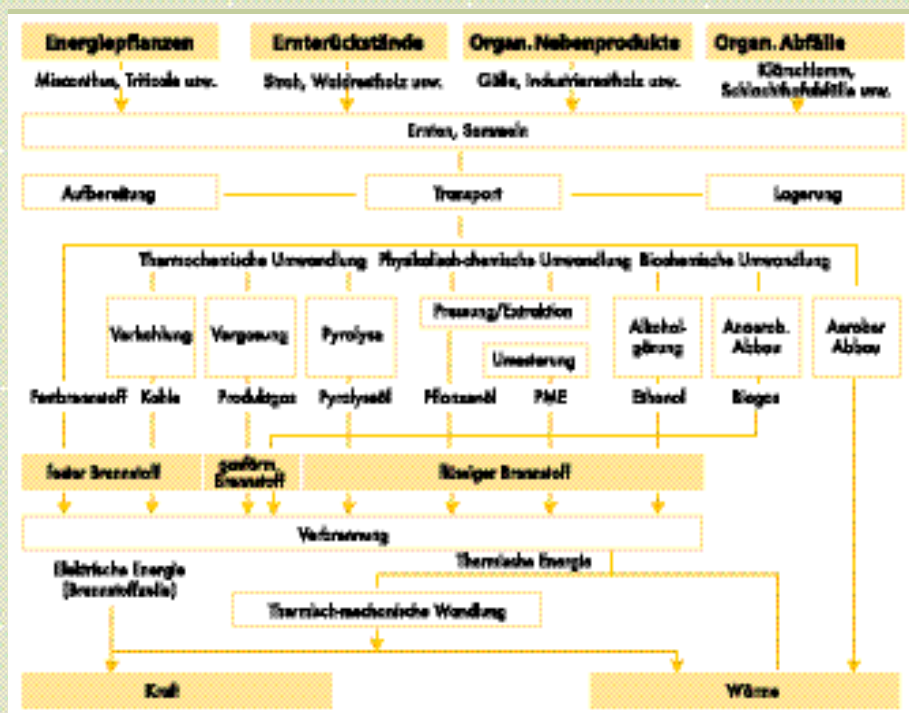 Energiepflanzen
Ernterückstände
Organ. Nebenprodukte
Organ. Abfälle
Miscanthus, Triticale usw.
Stroh, Waldrestholz usw.
Gülle, Industrierestholz usw.
Klärschlamm,
Schlachthofabfälle usw.
Ernten, Sammeln
Aufbereitung
Transport
Lagerung
Thermochemische Umwandlung
Physikalisch-chemische Umwandlung
Biochemische Umwandlung
Verkohlung
Vergasung
Pyrolyse
Pressung/Extraktion
Umesterung
Alkohol-
gärung
Anaerob.
Abbau
Aerober
Abbau
Festbrennstoff
Kohle
Produktgas
Pyrolyseöl
Pflanzenöl
PME
Ethanol
Biogas
fester Brennstoff
gasförm.
Brennstoff
flüssiger Brennstoff
Verbrennung
Elektrische Energie
(Brennstoffzelle)
Thermische Energie
Thermisch-mechanische Wandlung
Kraft
Wärme